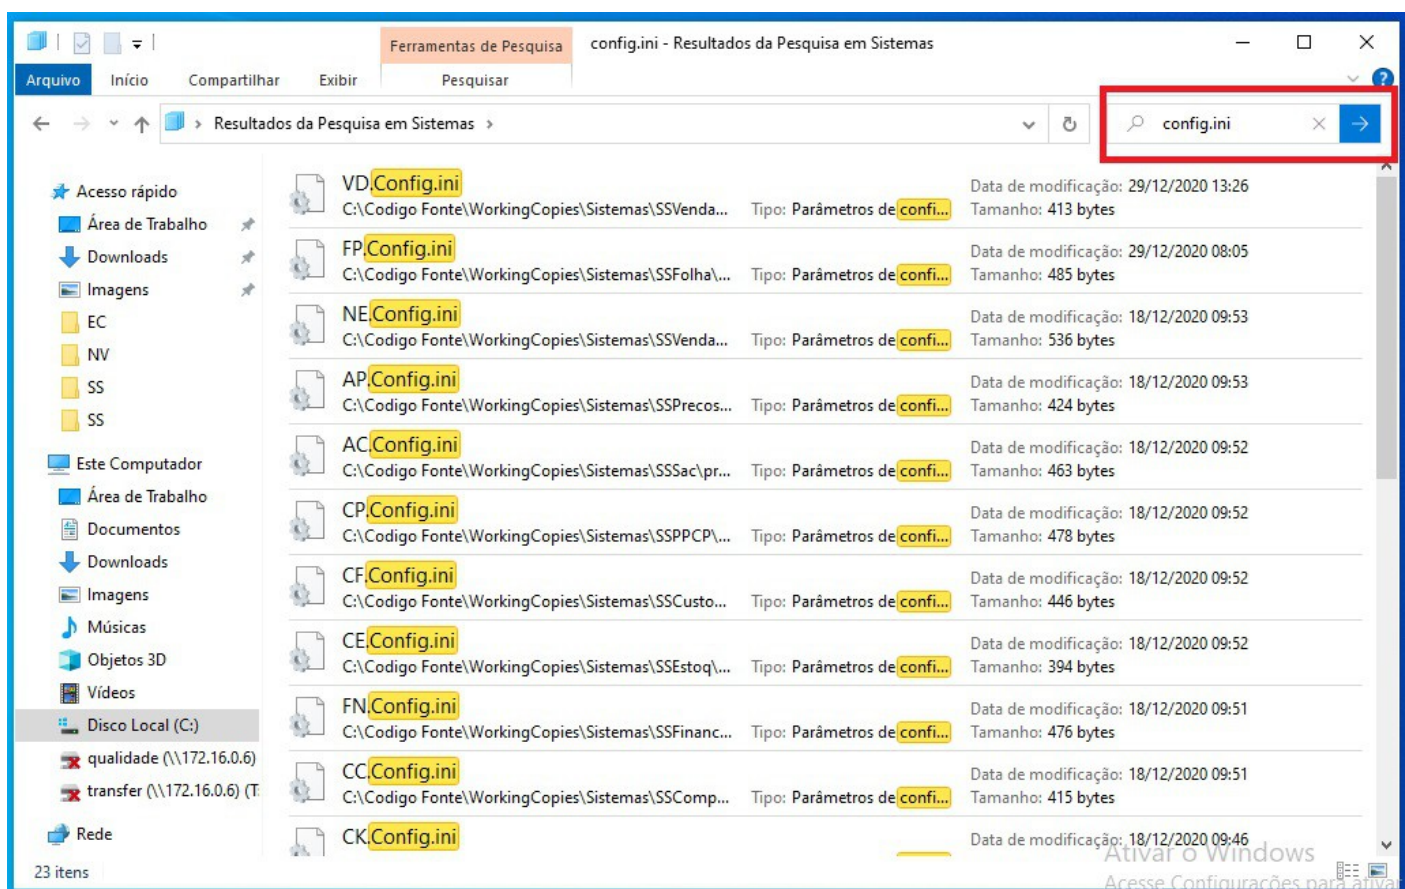 Ferramentas de Pesquisa
config.ini - Resultados da Pesquisa em Sistemas
Arquivo Início Compartilhar Exibir Pesquisar
Resultados da Pesquisa em Sistemas
config.ini
Acesso rápido
Área de Trabalho
Downloads
Imagens
EC
NV
SS
SS
Este Computador
Área de Trabalho
Documentos
Downloads
Imagens
Músicas
Objetos 3D
Vídeos
Disco Local (C:)
qualidade (\\172.16.0.6)
transfer (\\172.16.0.6) (T:
Rede
VD.Config.ini Data de modificação: 29/12/2020 13:26
C:\Codigo Fonte\WorkingCopies\Sistemas\SSVenda... Tipo: Parâmetros de confi... Tamanho: 413 bytes
FP.Config.ini Data de modificação: 29/12/2020 08:05
C:\Codigo Fonte\WorkingCopies\Sistemas\SSFolha\... Tipo: Parâmetros de confi... Tamanho: 485 bytes
NE.Config.ini Data de modificação: 18/12/2020 09:53
C:\Codigo Fonte\WorkingCopies\Sistemas\SSVenda... Tipo: Parâmetros de confi... Tamanho: 536 bytes
AP.Config.ini Data de modificação: 18/12/2020 09:53
C:\Codigo Fonte\WorkingCopies\Sistemas\SSPrecos... Tipo: Parâmetros de confi... Tamanho: 424 bytes
AC.Config.ini Data de modificação: 18/12/2020 09:52
C:\Codigo Fonte\WorkingCopies\Sistemas\SSSac\pr... Tipo: Parâmetros de confi... Tamanho: 463 bytes
CP.Config.ini Data de modificação: 18/12/2020 09:52
C:\Codigo Fonte\WorkingCopies\Sistemas\SSPPCP\... Tipo: Parâmetros de confi... Tamanho: 478 bytes
CF.Config.ini Data de modificação: 18/12/2020 09:52
C:\Codigo Fonte\WorkingCopies\Sistemas\SSCusto... Tipo: Parâmetros de confi... Tamanho: 446 bytes
CE.Config.ini Data de modificação: 18/12/2020 09:52
C:\Codigo Fonte\WorkingCopies\Sistemas\SSEstoq\... Tipo: Parâmetros de confi... Tamanho: 394 bytes
FN.Config.ini Data de modificação: 18/12/2020 09:51
C:\Codigo Fonte\WorkingCopies\Sistemas\SSFinanc... Tipo: Parâmetros de confi... Tamanho: 476 bytes
CC.Config.ini Data de modificação: 18/12/2020 09:51
C:\Codigo Fonte\WorkingCopies\Sistemas\SSComp... Tipo: Parâmetros de confi... Tamanho: 415 bytes
CK.Config.ini Data de modificação: 18/12/2020 09:46
Ativar o Windows
Acesse Configurações para ativar
23 itens